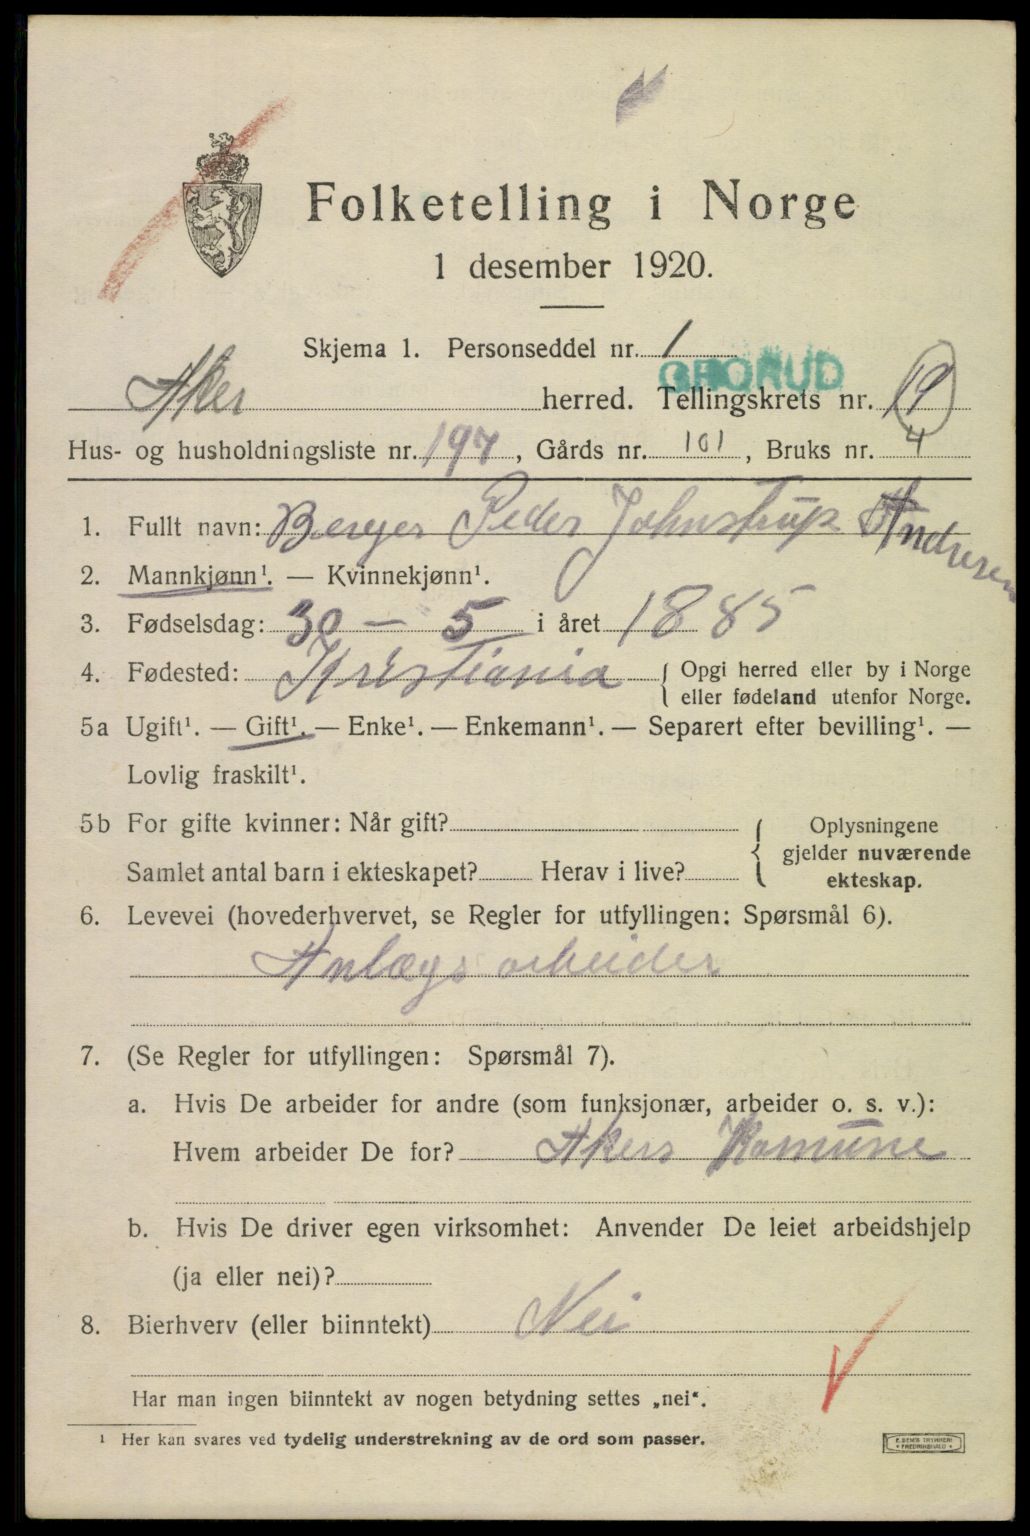 Folketelling i Norge
1 desember 1920.
Skjema 1. Personseddel nr. 1
GRORUD
Aker herred. Tellingskrets nr. 19
Hus- og husholdningsliste nr. 197, Gårds nr. 101, Bruks nr. 4
1. Fullt navn: Berger Peder Johnstrup Andresen
2. Mannkjønn¹. — Kvinnekjønn¹.
3. Fødselsdag: 30 — 5 i året 1885
4. Fødested: Kristiania { Opgi herred eller by i Norge
eller fødeland utenfor Norge.
5a Ugift¹. — Gift¹. — Enke¹. — Enkemann¹. — Separert efter bevilling¹. —
Lovlig fraskilt¹.
5b For gifte kvinner: Når gift?
Samlet antal barn i ekteskapet? Herav i live?
{ Oplysningene
gjelder nuværende
ekteskap.
6. Levevei (hovederhvervet, se Regler for utfyllingen: Spørsmål 6).
Anlægs arbeider
7. (Se Regler for utfyllingen: Spørsmål 7).
a. Hvis De arbeider for andre (som funksjonær, arbeider o. s. v.):
Hvem arbeider De for? Akers Komune
b. Hvis De driver egen virksomhet: Anvender De leiet arbeidshjelp
(ja eller nei)?
8. Bierhverv (eller biinntekt) Nei
Har man ingen biinntekt av nogen betydning settes „nei“.
¹ Her kan svares ved tydelig understrekning av de ord som passer.